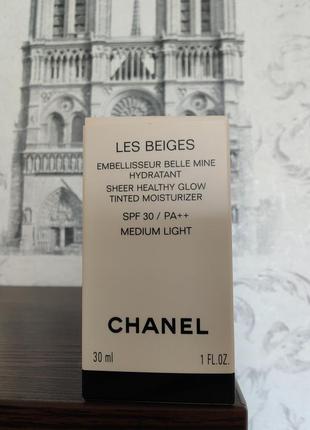 LES BEIGES
EMBELLISSEUR BELLE MINE
HYDRATANT
SHEER HEALTHY GLOW
TINTED MOISTURIZER
SPF 30 / PA++
MEDIUM LIGHT
CHANEL
30 ml 1 FL.OZ.